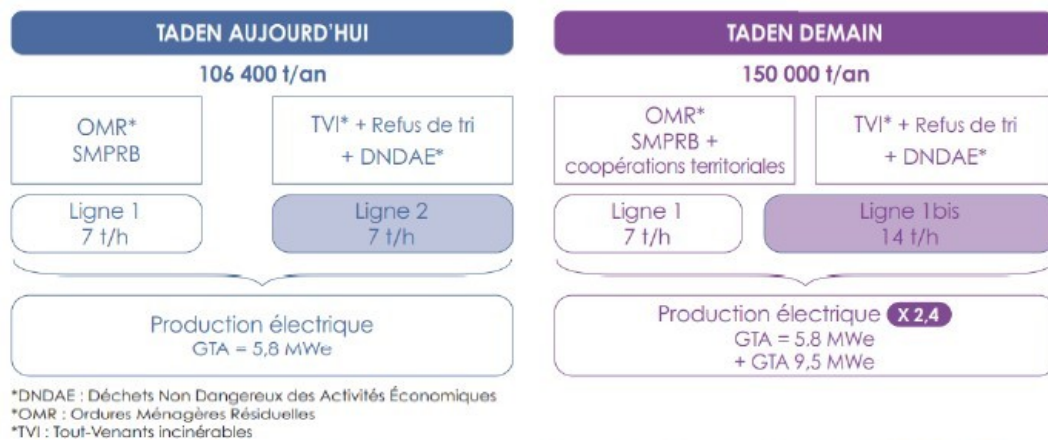 TADEN AUJOURD'HUI
106 400 t/an
OMR*
SMPRB
TVI* + Refus de tri
+ DNDAE*
Ligne 1
7 t/h
Ligne 2
7 t/h
Production électrique
GTA = 5,8 MWe
TADEN DEMAIN
150 000 t/an
OMR*
SMPRB +
coopérations territoriales
TVI* + Refus de tri
+ DNDAE*
Ligne 1
7 t/h
Ligne 1bis
14 t/h
Production électrique X 2,4
GTA = 5,8 MWe
+ GTA 9,5 MWe
*DNDAE : Déchets Non Dangereux des Activités Économiques
*OMR : Ordures Ménagères Résiduelles
*TVI : Tout-Venants incinérables